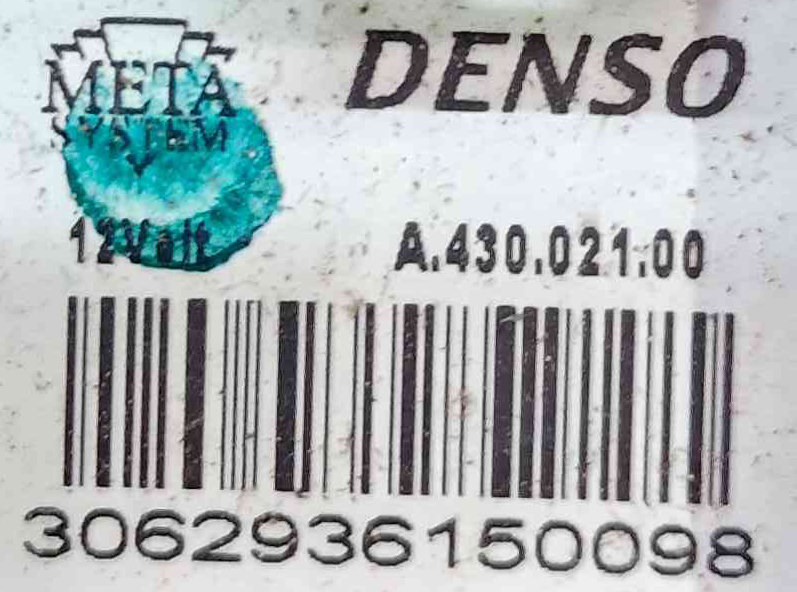 META
SYSTEM
DENSO
12Volt
A.430.021.00
3062936150098